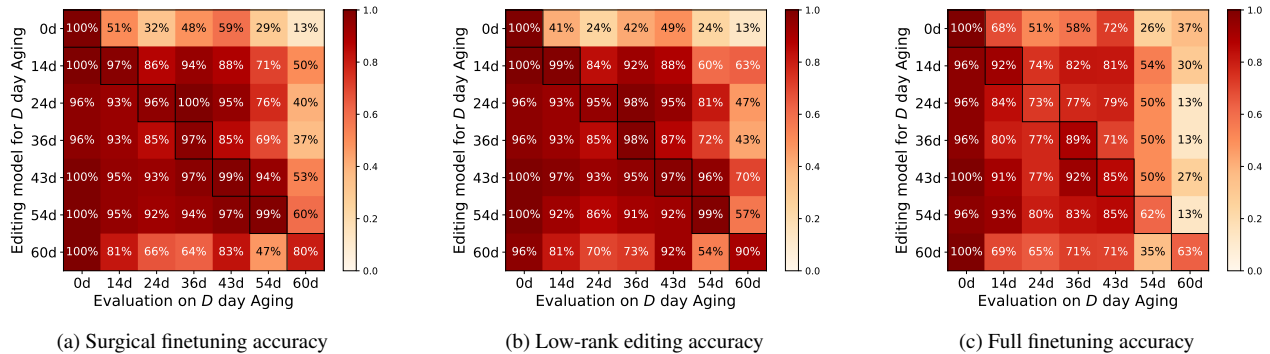 Editing model for D day Aging
0d 100% 51% 32% 48% 59% 29% 13%
14d 100% 97% 86% 94% 88% 71% 50%
24d 96% 93% 96% 100% 95% 76% 40%
36d 96% 93% 85% 97% 85% 69% 37%
43d 100% 95% 93% 97% 99% 94% 53%
54d 100% 95% 92% 94% 97% 99% 60%
60d 100% 81% 66% 64% 83% 47% 80%
0d 14d 24d 36d 43d 54d 60d
Evaluation on D day Aging
1.0
0.8
0.6
0.4
0.2
0.0
(a) Surgical finetuning accuracy
Editing model for D day Aging
0d 100% 41% 24% 42% 49% 24% 13%
14d 100% 99% 84% 92% 88% 60% 63%
24d 96% 93% 95% 98% 95% 81% 47%
36d 96% 93% 85% 98% 87% 72% 43%
43d 100% 97% 93% 95% 97% 96% 70%
54d 100% 92% 86% 91% 92% 99% 57%
60d 96% 81% 70% 73% 92% 54% 90%
0d 14d 24d 36d 43d 54d 60d
Evaluation on D day Aging
1.0
0.8
0.6
0.4
0.2
0.0
(b) Low-rank editing accuracy
Editing model for D day Aging
0d 100% 68% 51% 58% 72% 26% 37%
14d 96% 92% 74% 82% 81% 54% 30%
24d 96% 84% 73% 77% 79% 50% 13%
36d 96% 80% 77% 89% 71% 50% 13%
43d 100% 91% 77% 92% 85% 50% 27%
54d 96% 93% 80% 83% 85% 62% 13%
60d 100% 69% 65% 71% 71% 35% 63%
0d 14d 24d 36d 43d 54d 60d
Evaluation on D day Aging
1.0
0.8
0.6
0.4
0.2
0.0
(c) Full finetuning accuracy